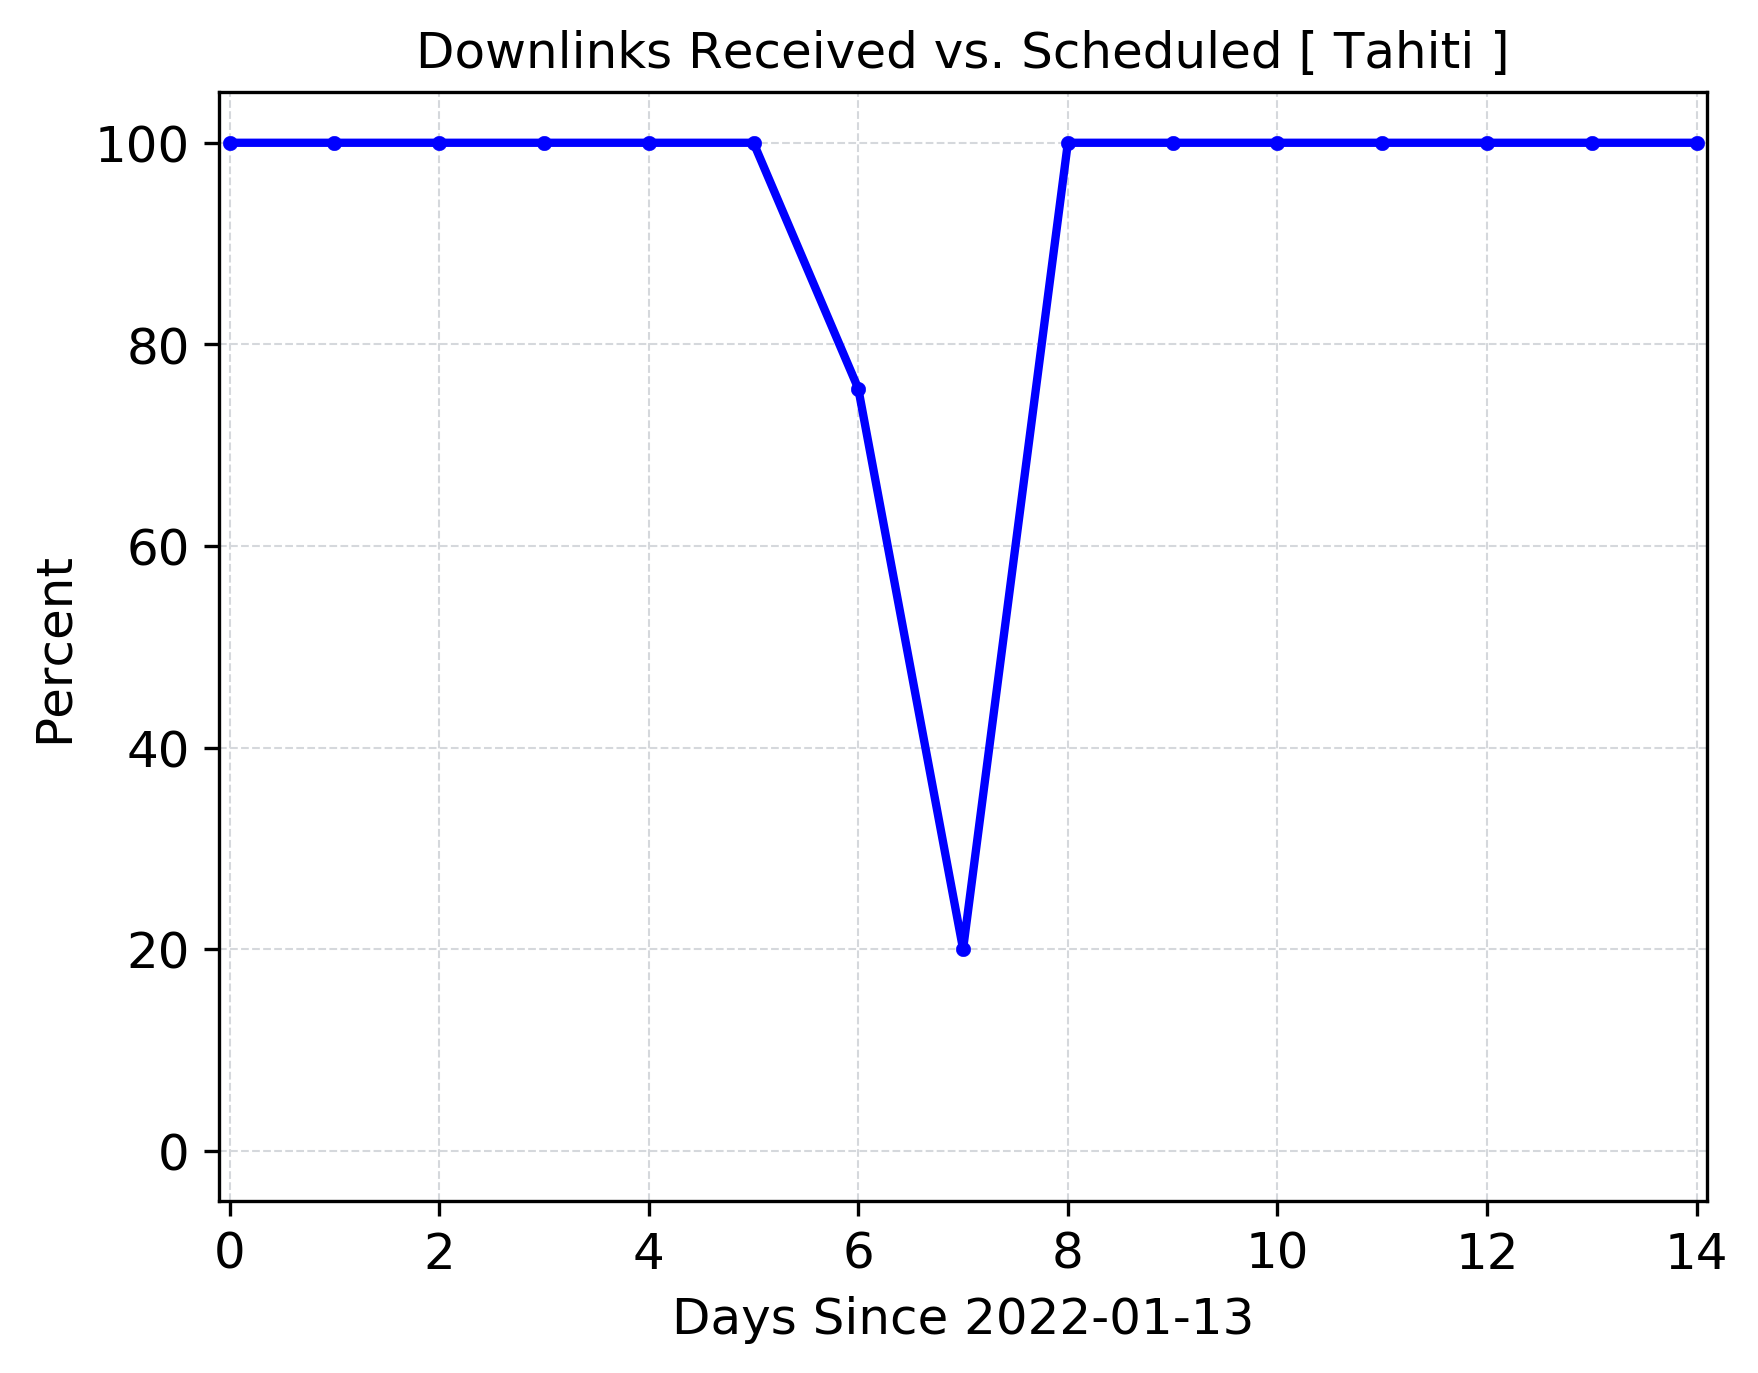 Downlinks Received vs. Scheduled [ Tahiti ]
100
80
60
40
20
0
Percent
0 2 4 6 8 10 12 14
Days Since 2022-01-13